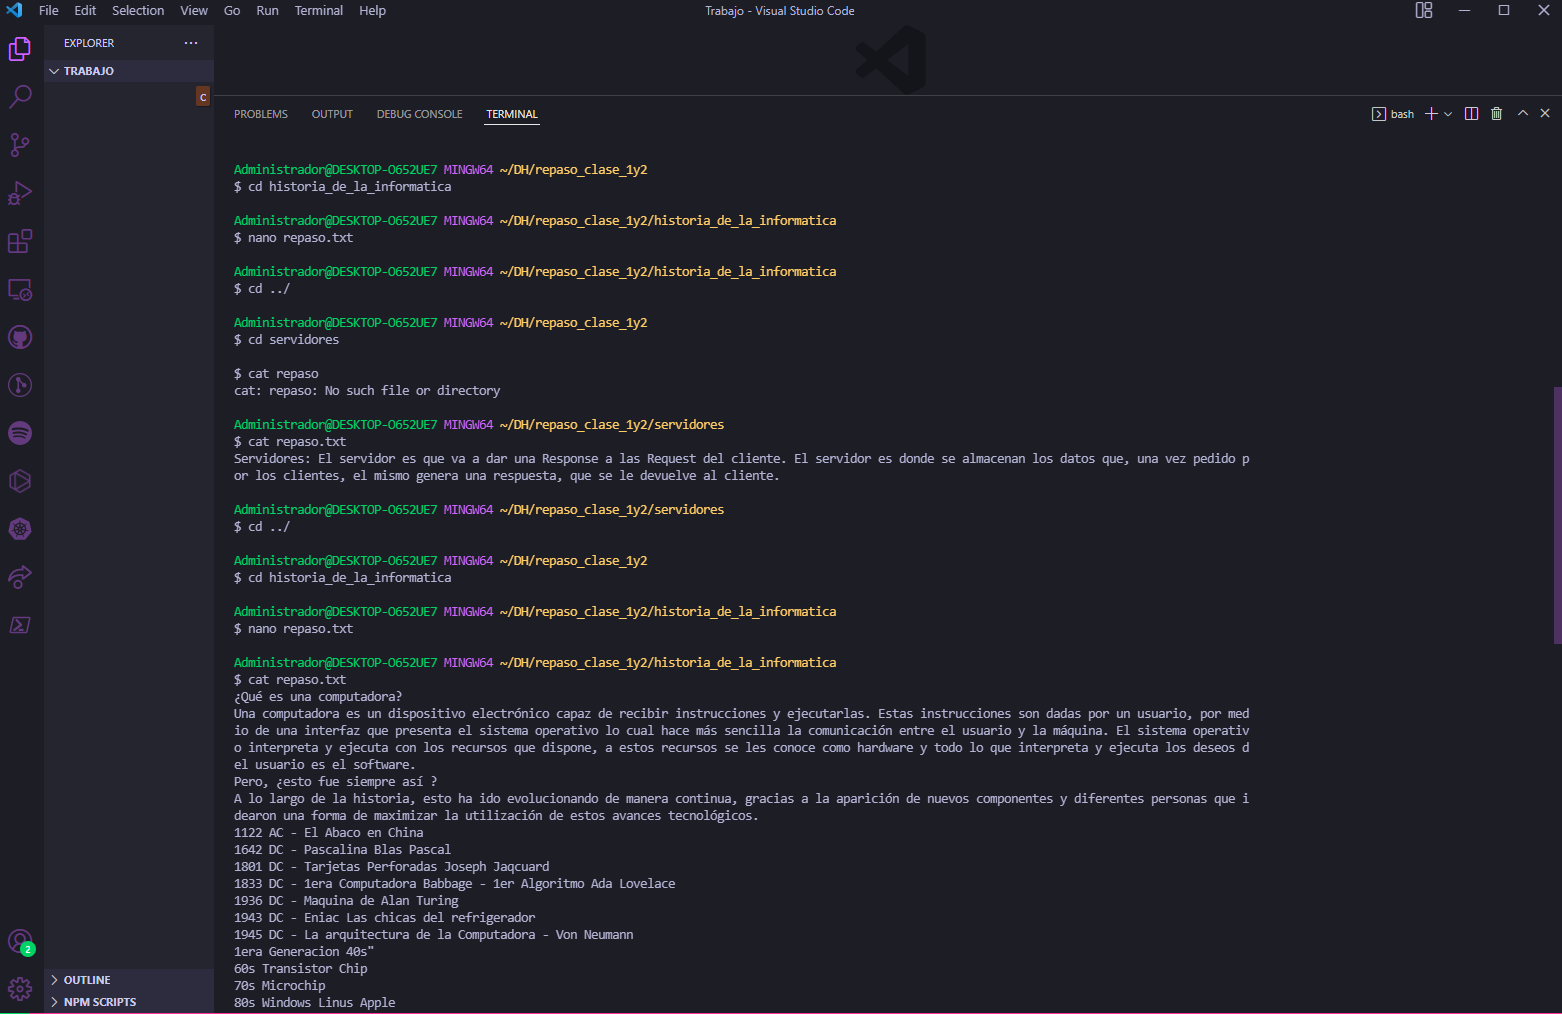 File Edit Selection View Go Run Terminal Help
Trabajo - Visual Studio Code
EXPLORER
TRABAJO
C
PROBLEMS OUTPUT DEBUG CONSOLE TERMINAL
bash
Administrador@DESKTOP-O652UE7 MINGW64 ~/DH/repaso_clase_1y2
$ cd historia_de_la_informatica
Administrador@DESKTOP-O652UE7 MINGW64 ~/DH/repaso_clase_1y2/historia_de_la_informatica
$ nano repaso.txt
Administrador@DESKTOP-O652UE7 MINGW64 ~/DH/repaso_clase_1y2/historia_de_la_informatica
$ cd ../
Administrador@DESKTOP-O652UE7 MINGW64 ~/DH/repaso_clase_1y2
$ cd servidores
$ cat repaso
cat: repaso: No such file or directory
Administrador@DESKTOP-O652UE7 MINGW64 ~/DH/repaso_clase_1y2/servidores
$ cat repaso.txt
Servidores: El servidor es que va a dar una Response a las Request del cliente. El servidor es donde se almacenan los datos que, una vez pedido p
or los clientes, el mismo genera una respuesta, que se le devuelve al cliente.
Administrador@DESKTOP-O652UE7 MINGW64 ~/DH/repaso_clase_1y2/servidores
$ cd ../
Administrador@DESKTOP-O652UE7 MINGW64 ~/DH/repaso_clase_1y2
$ cd historia_de_la_informatica
Administrador@DESKTOP-O652UE7 MINGW64 ~/DH/repaso_clase_1y2/historia_de_la_informatica
$ nano repaso.txt
Administrador@DESKTOP-O652UE7 MINGW64 ~/DH/repaso_clase_1y2/historia_de_la_informatica
$ cat repaso.txt
¿Qué es una computadora?
Una computadora es un dispositivo electrónico capaz de recibir instrucciones y ejecutarlas. Estas instrucciones son dadas por un usuario, por med
io de una interfaz que presenta el sistema operativo lo cual hace más sencilla la comunicación entre el usuario y la máquina. El sistema operativ
o interpreta y ejecuta con los recursos que dispone, a estos recursos se les conoce como hardware y todo lo que interpreta y ejecuta los deseos d
el usuario es el software.
Pero, ¿esto fue siempre así ?
A lo largo de la historia, esto ha ido evolucionando de manera continua, gracias a la aparición de nuevos componentes y diferentes personas que i
dearon una forma de maximizar la utilización de estos avances tecnológicos.
1122 AC - El Abaco en China
1642 DC - Pascalina Blas Pascal
1801 DC - Tarjetas Perforadas Joseph Jaqcuard
1833 DC - 1era Computadora Babbage - 1er Algoritmo Ada Lovelace
1936 DC - Maquina de Alan Turing
1943 DC - Eniac Las chicas del refrigerador
1945 DC - La arquitectura de la Computadora - Von Neumann
1era Generacion 40s"
60s Transistor Chip
70s Microchip
80s Windows Linus Apple
2
OUTLINE
NPM SCRIPTS